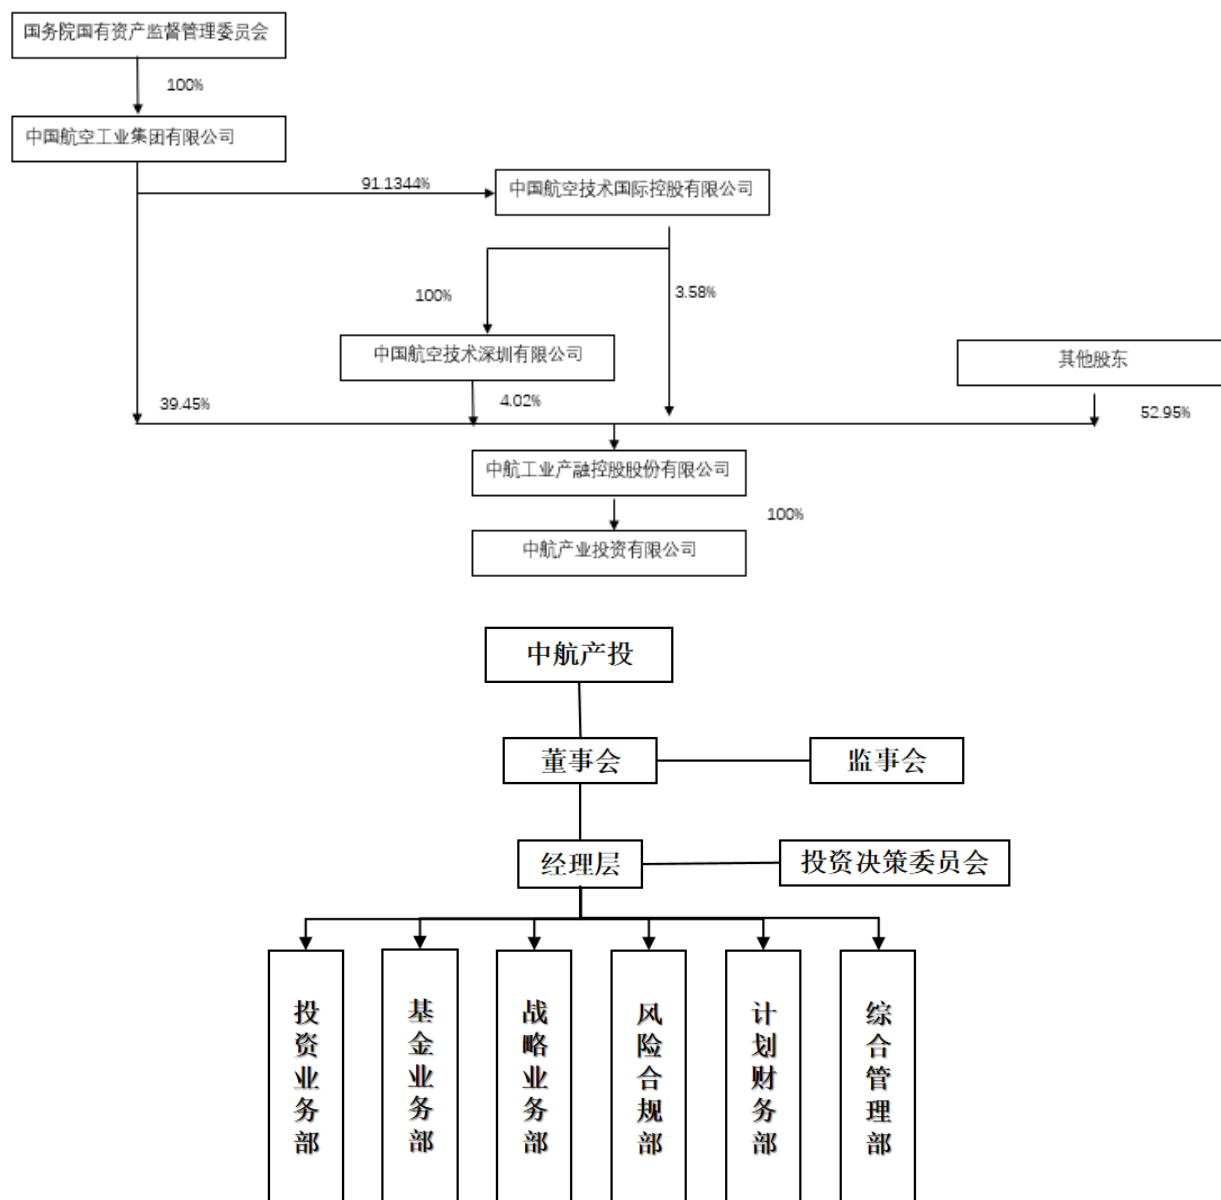 国务院国有资产监督管理委员会
100%
中国航空工业集团有限公司
91.1344%
中国航空技术国际控股有限公司
100%
3.58%
中国航空技术深圳有限公司
其他股东
39.45%
4.02%
52.95%
中航工业产融控股股份有限公司
100%
中航产业投资有限公司
中航产投
董事会
监事会
经理层
投资决策委员会
投资业务部
基金业务部
战略业务部
风险合规部
计划财务部
综合管理部